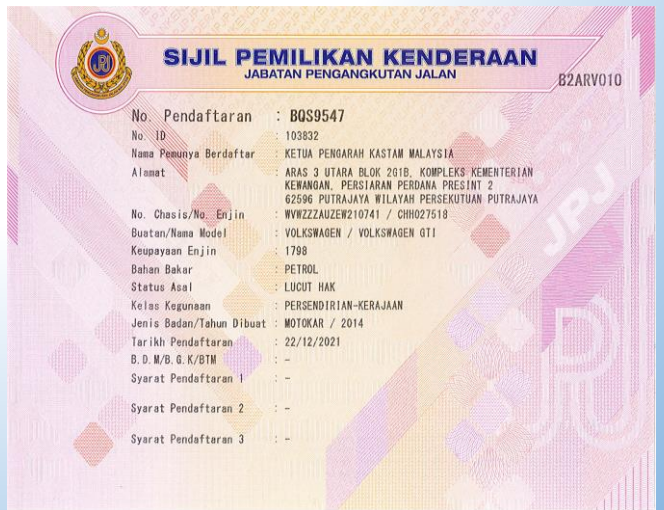 SIJIL PEMILIKAN KENDERAAN
JABATAN PENGANGKUTAN JALAN
B2ARV010
No. Pendaftaran : BQS9547
No. ID : 103832
Nama Pemunya Berdaftar : KETUA PENGARAH KASTAM MALAYSIA
Alamat : ARAS 3 UTARA BLOK 2G1B, KOMPLEKS KEMENTERIAN
KEWANGAN, PERSIARAN PERDANA PRESINT 2
62596 PUTRAJAYA WILAYAH PERSEKUTUAN PUTRAJAYA
No. Chasis/No. Enjin : WVWZZZAUZEW210741 / CHH027518
Buatan/Nama Model : VOLKSWAGEN / VOLKSWAGEN GTI
Keupayaan Enjin : 1798
Bahan Bakar : PETROL
Status Asal : LUCUT HAK
Kelas Kegunaan : PERSENDIRIAN-KERAJAAN
Jenis Badan/Tahun Dibuat : MOTOKAR / 2014
Tarikh Pendaftaran : 22/12/2021
B.D.M/B.G.K/BTM : -
Syarat Pendaftaran 1 : -
Syarat Pendaftaran 2 : -
Syarat Pendaftaran 3 : -
JPJ